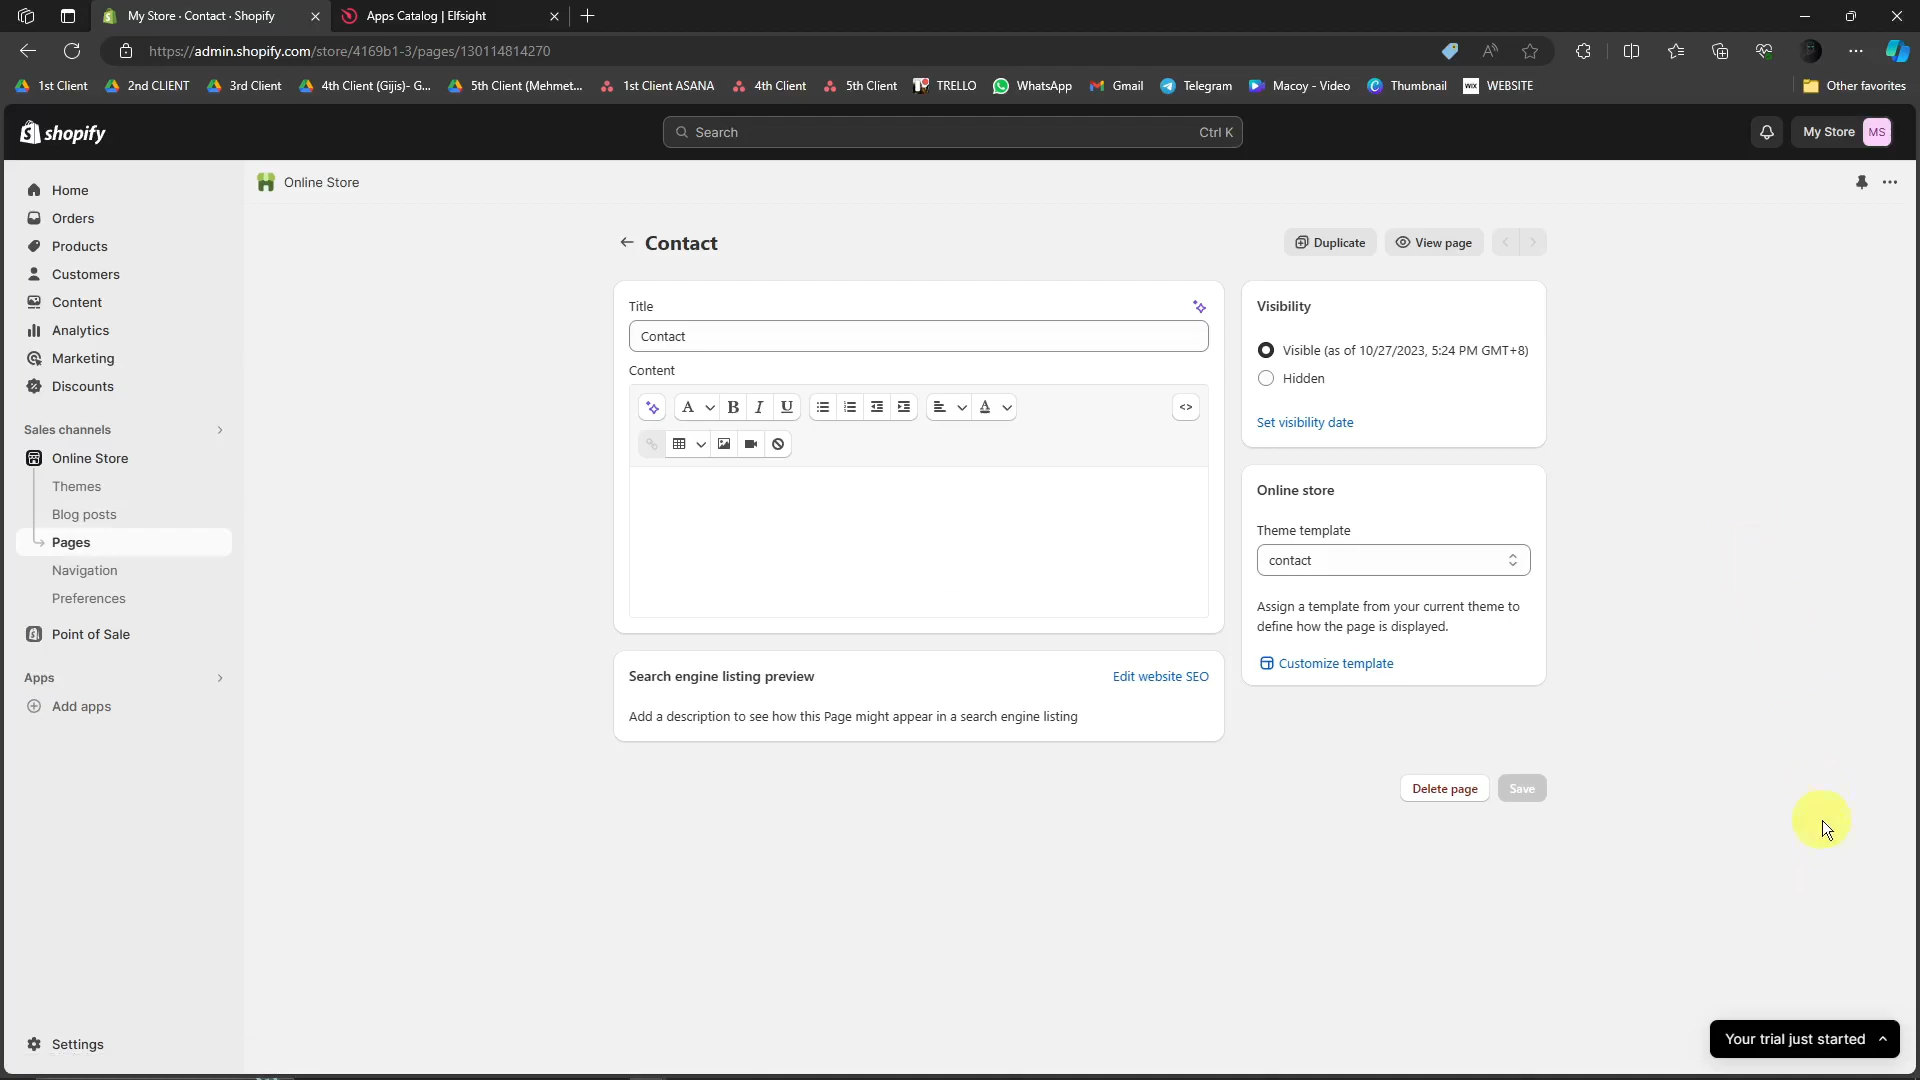 My Store · Contact · Shopify
Apps Catalog | Elfsight
https://admin.shopify.com/store/4169b1-3/pages/130114814270
1st Client
2nd CLIENT
3rd Client
4th Client (Gijis)- G...
5th Client (Mehmet...
1st Client ASANA
4th Client
5th Client
TRELLO
WhatsApp
Gmail
Telegram
Macoy - Video
Thumbnail
WIX
WEBSITE
Other favorites
shopify
Search
Ctrl K
My Store
MS
Home
Orders
Products
Customers
Content
Analytics
Marketing
Discounts
Sales channels
Online Store
Themes
Blog posts
Pages
Navigation
Preferences
Point of Sale
Apps
Add apps
Settings
Online Store
Contact
Duplicate
View page
Title
Contact
Content
A
B
I
U
A
<>
Search engine listing preview
Edit website SEO
Add a description to see how this Page might appear in a search engine listing
Visibility
Visible (as of 10/27/2023, 5:24 PM GMT+8)
Hidden
Set visibility date
Online store
Theme template
contact
Assign a template from your current theme to
define how the page is displayed.
Customize template
Delete page
Save
Your trial just started